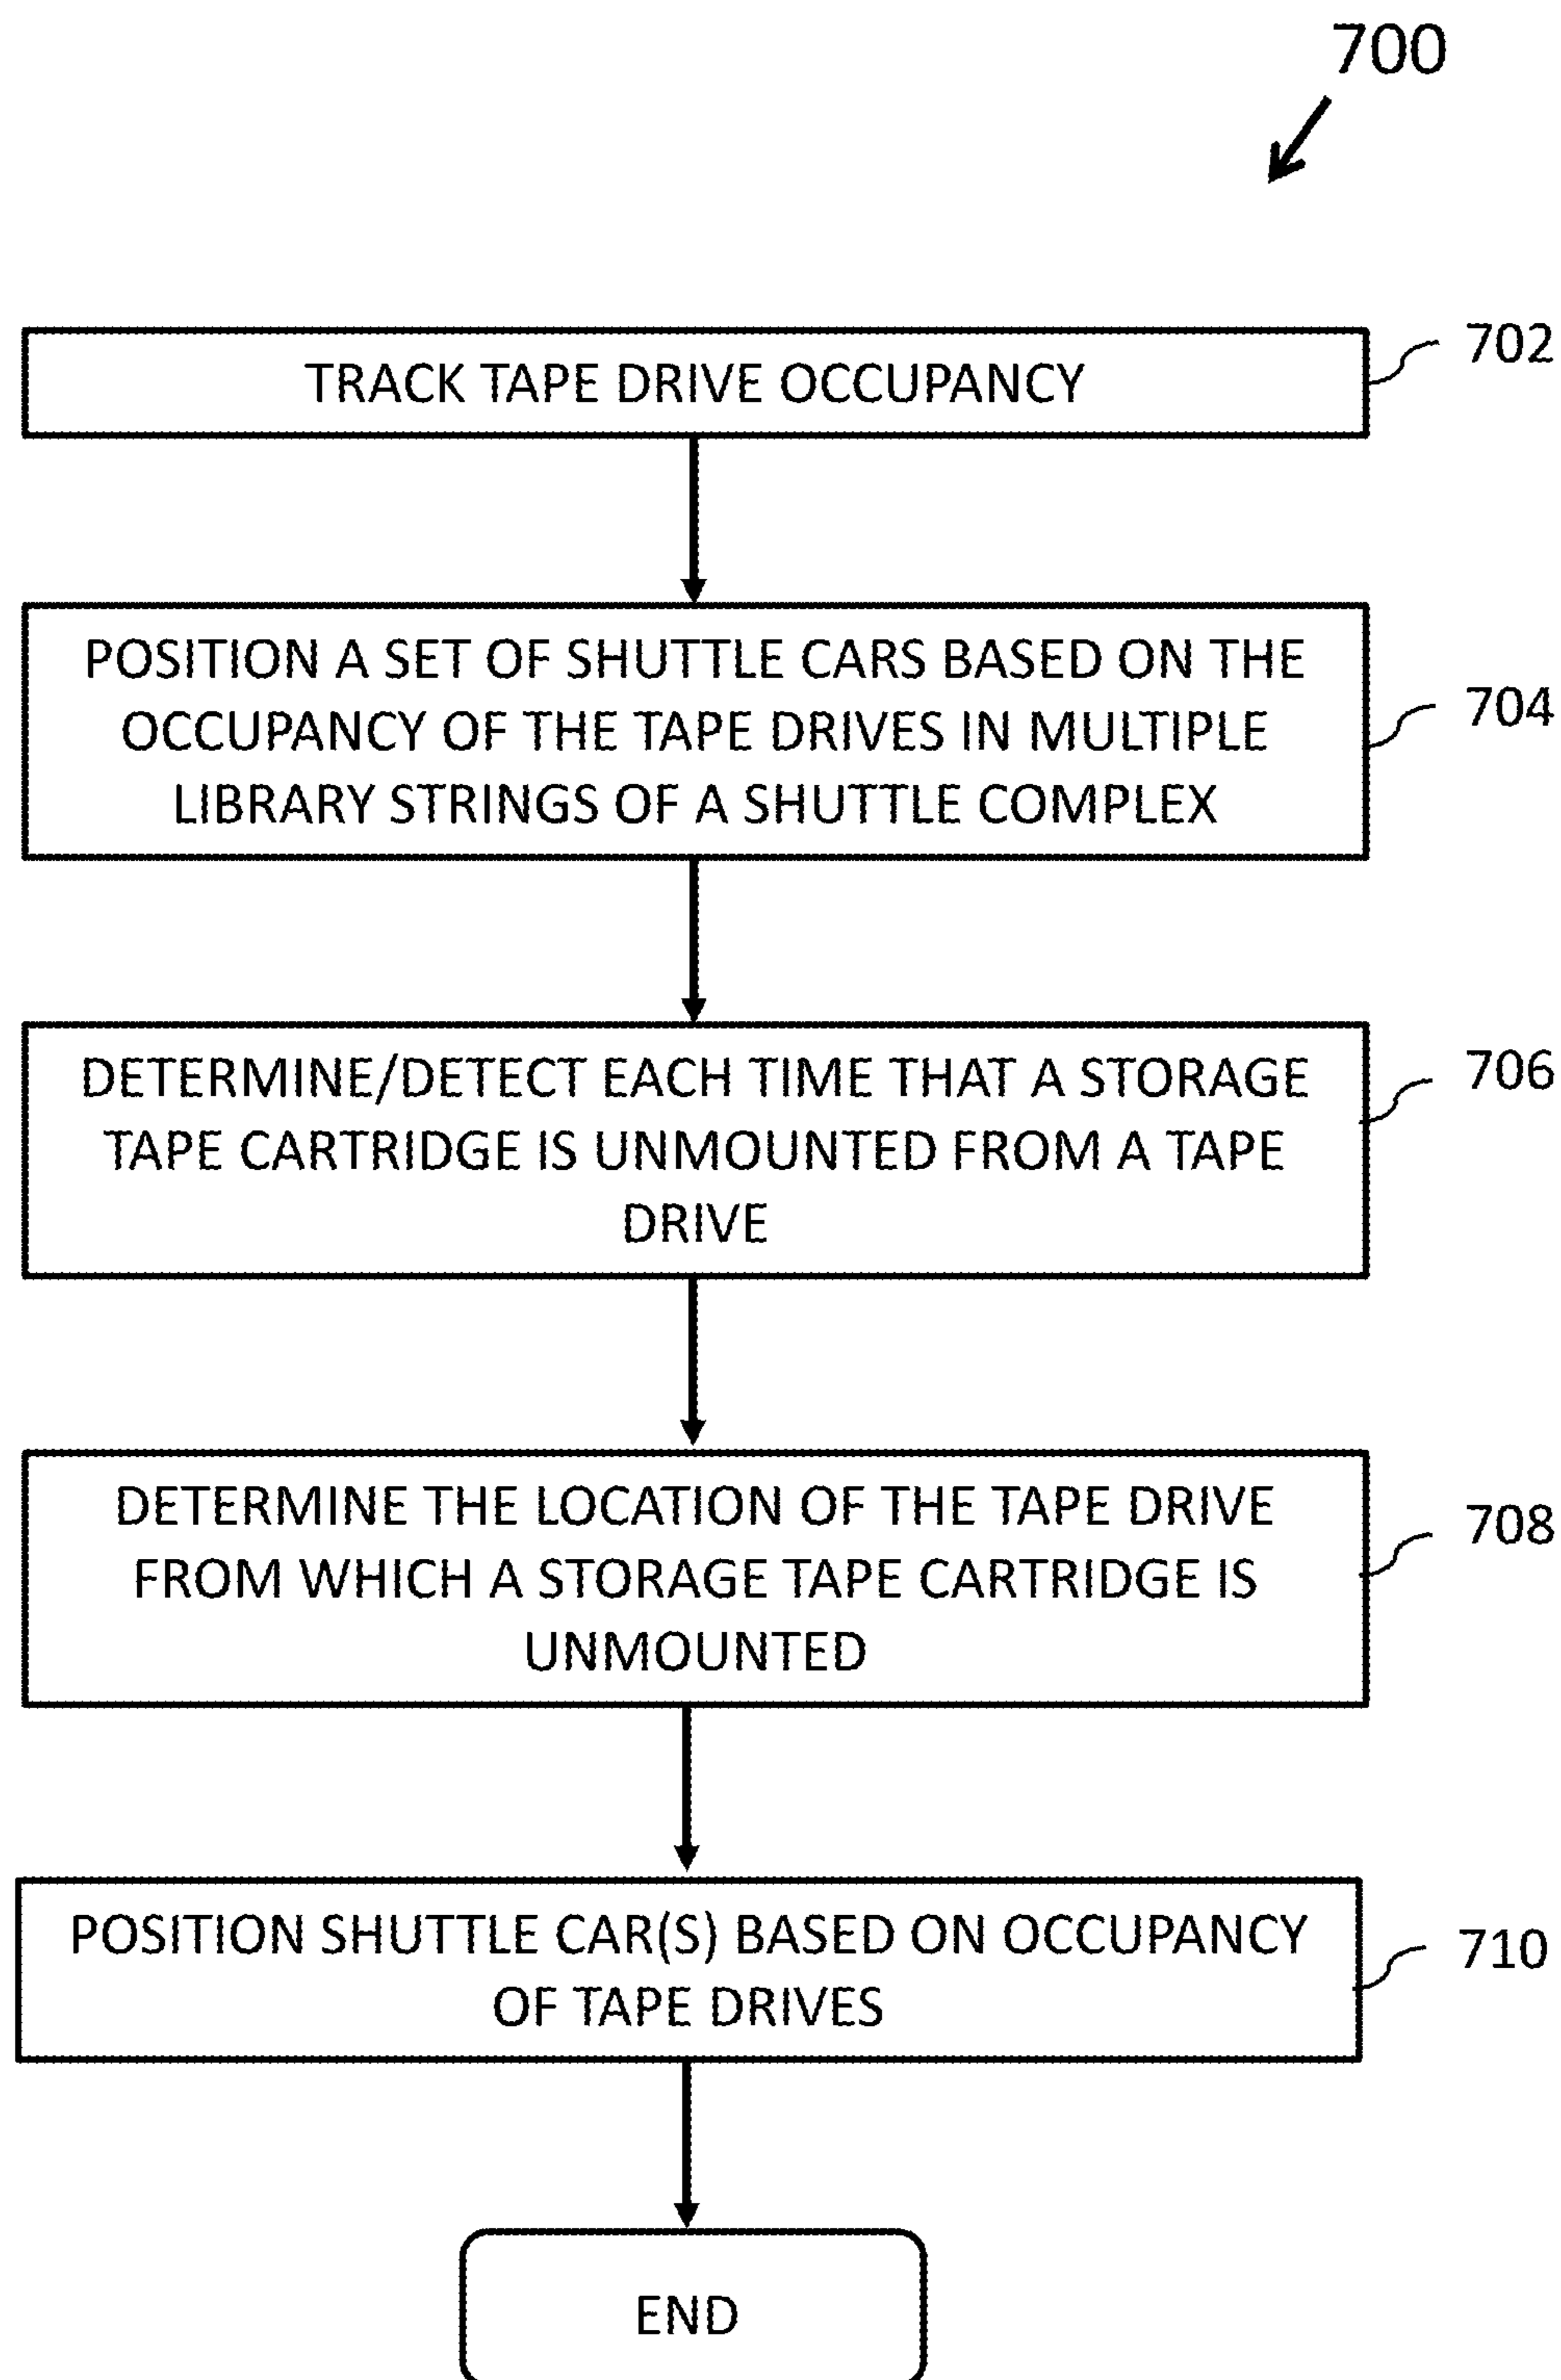 700
TRACK TAPE DRIVE OCCUPANCY
702
POSITION A SET OF SHUTTLE CARS BASED ON THE
OCCUPANCY OF THE TAPE DRIVES IN MULTIPLE
LIBRARY STRINGS OF A SHUTTLE COMPLEX
704
DETERMINE/DETECT EACH TIME THAT A STORAGE
TAPE CARTRIDGE IS UNMOUNTED FROM A TAPE
DRIVE
706
DETERMINE THE LOCATION OF THE TAPE DRIVE
FROM WHICH A STORAGE TAPE CARTRIDGE IS
UNMOUNTED
708
POSITION SHUTTLE CAR(S) BASED ON OCCUPANCY
OF TAPE DRIVES
710
END